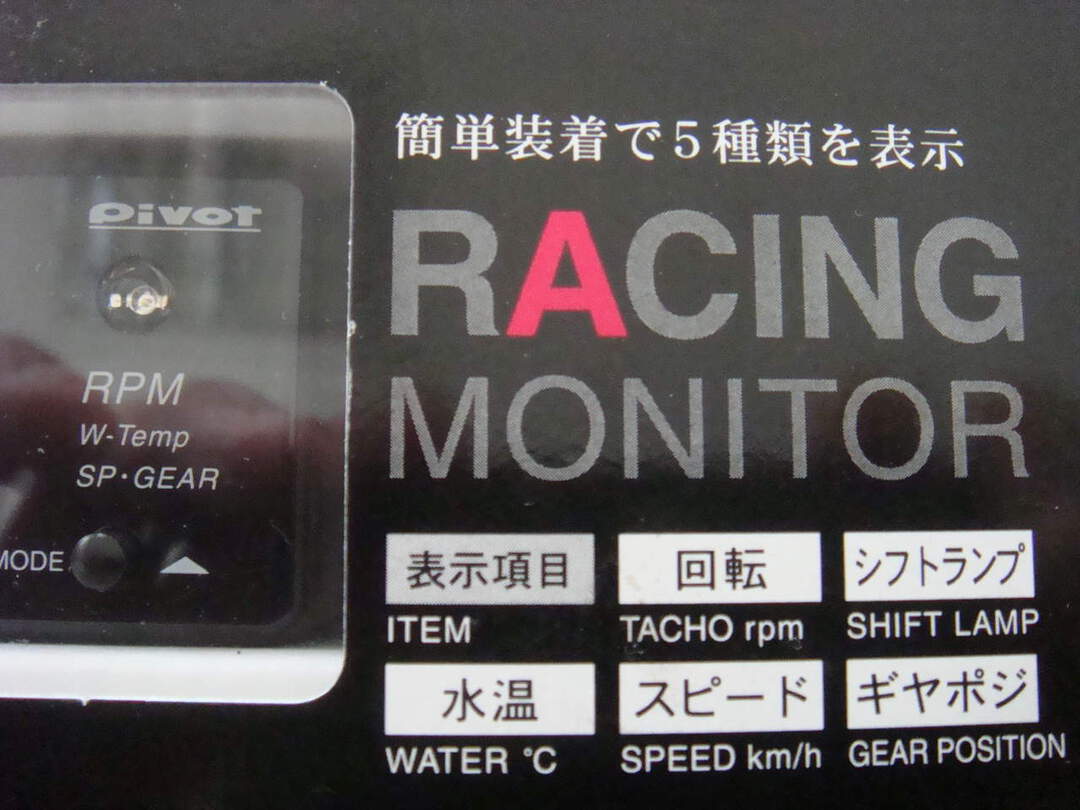 簡単装着で5種類を表示
RACING
MONITOR
pivot
RPM
W-Temp
SP・GEAR
MODE
表示項目 回転 シフトランプ
ITEM TACHO rpm SHIFT LAMP
水温 スピード ギヤポジ
WATER °C SPEED km/h GEAR POSITION